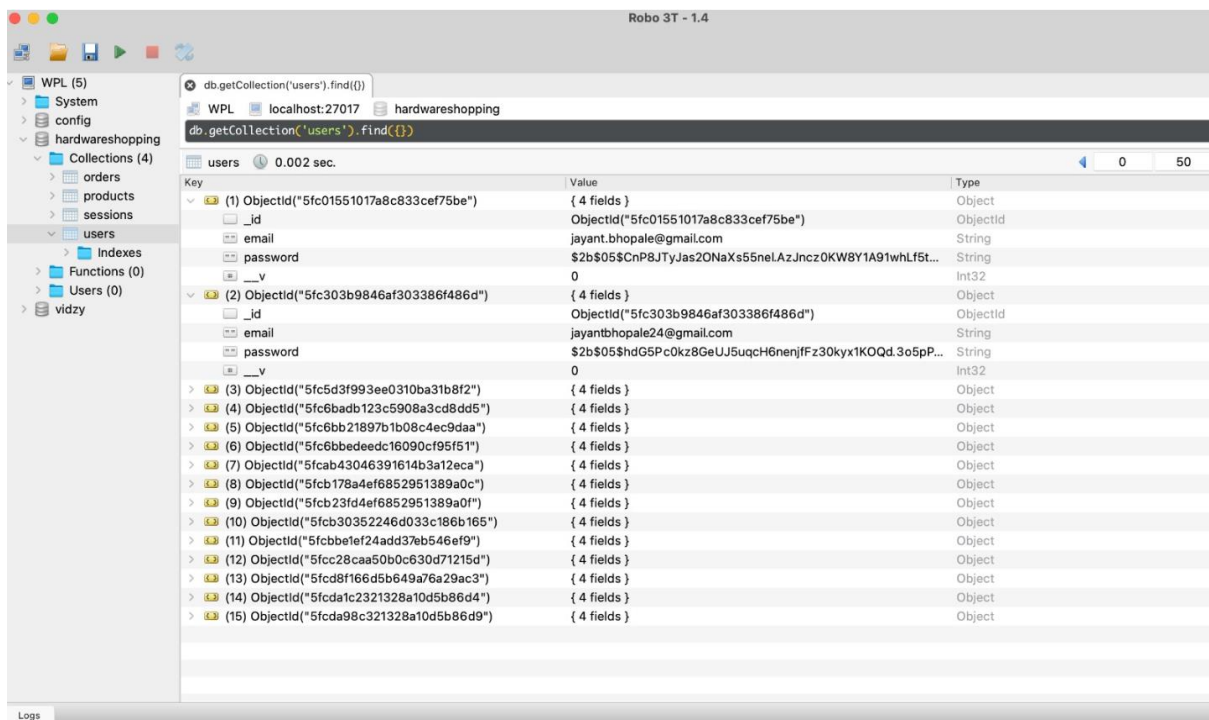 Robo 3T - 1.4
WPL (5)
System
config
hardwareshopping
Collections (4)
orders
products
sessions
users
Indexes
Functions (0)
Users (0)
vidzy
db.getCollection('users').find({})
WPL localhost:27017 hardwareshopping
db.getCollection('users').find({})
users 0.002 sec. 0 50
Key Value Type
(1) ObjectId("5fc01551017a8c833cef75be") { 4 fields } Object
_id ObjectId("5fc01551017a8c833cef75be") ObjectId
email jayant.bhopale@gmail.com String
password $2b$05$CnP8JTyJas2ONaXs55nel.AzJncz0KW8Y1A91whLf5t... String
__v 0 Int32
(2) ObjectId("5fc303b9846af303386f486d") { 4 fields } Object
_id ObjectId("5fc303b9846af303386f486d") ObjectId
email jayantbhopale24@gmail.com String
password $2b$05$hdG5Pc0kz8GeUJ5uqcH6nenjfFz30kyx1KOQd.3o5pP... String
__v 0 Int32
(3) ObjectId("5fc5d3f993ee0310ba31b8f2") { 4 fields } Object
(4) ObjectId("5fc6badb123c5908a3cd8dd5") { 4 fields } Object
(5) ObjectId("5fc6bb21897b1b08c4ec9daa") { 4 fields } Object
(6) ObjectId("5fc6bbedeedc16090cf95f51") { 4 fields } Object
(7) ObjectId("5fcab43046391614b3a12eca") { 4 fields } Object
(8) ObjectId("5fcb178a4ef6852951389a0c") { 4 fields } Object
(9) ObjectId("5fcb23fd4ef6852951389a0f") { 4 fields } Object
(10) ObjectId("5fcb30352246d033c186b165") { 4 fields } Object
(11) ObjectId("5fcbbe1ef24add37eb546ef9") { 4 fields } Object
(12) ObjectId("5fcc28caa50b0c630d71215d") { 4 fields } Object
(13) ObjectId("5fcd8f166d5b649a76a29ac3") { 4 fields } Object
(14) ObjectId("5fcda1c2321328a10d5b86d4") { 4 fields } Object
(15) ObjectId("5fcda98c321328a10d5b86d9") { 4 fields } Object
Logs